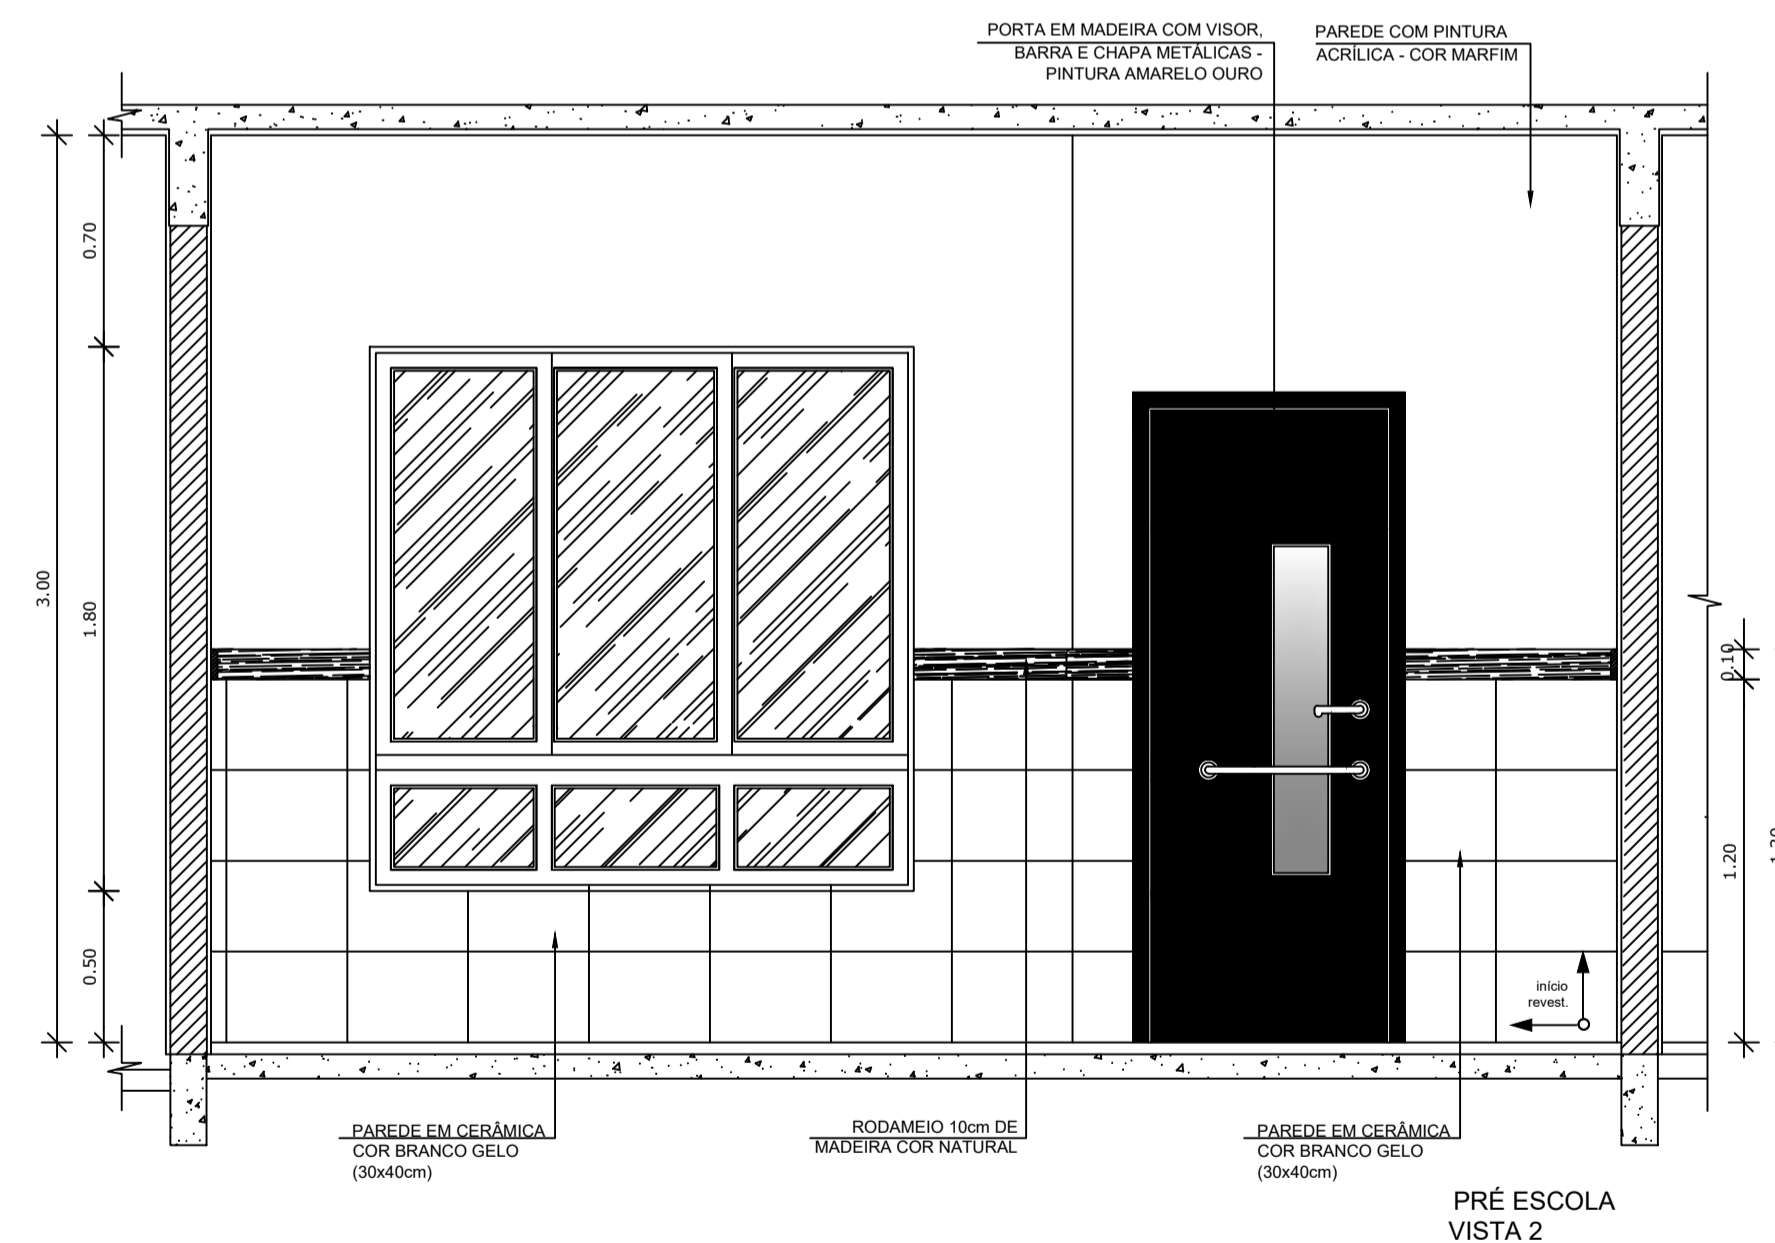 PORTA EM MADEIRA COM VISOR,
BARRA E CHAPA METÁLICAS -
PINTURA AMARELO OURO
PAREDE COM PINTURA
ACRÍLICA - COR MARFIM
0.70
3.00
1.80
0.10
1.20
0.50
início
revest.
PAREDE EM CERÂMICA
COR BRANCO GELO
(30x40cm)
RODAMEIO 10cm DE
MADEIRA COR NATURAL
PAREDE EM CERÂMICA
COR BRANCO GELO
(30x40cm)
PRÉ ESCOLA
VISTA 2